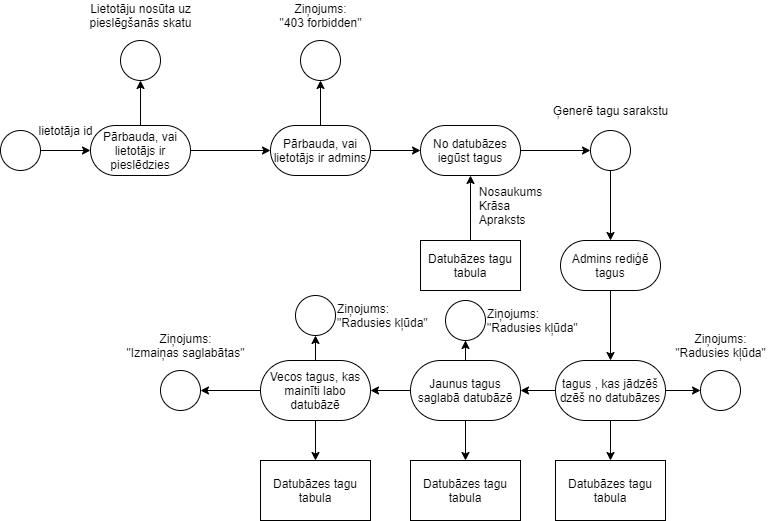 Lietotāju nosūta uz
pieslēgšanās skatu
Ziņojums:
"403 forbidden"
lietotāja id
Pārbauda, vai
lietotājs ir
pieslēdzies
Pārbauda, vai
lietotājs ir admins
No datubāzes
iegūst tagus
Ģenerē tagu sarakstu
Nosaukums
Krāsa
Apraksts
Datubāzes tagu
tabula
Admins rediģē
tagus
Ziņojums:
"Radusies kļūda"
Ziņojums:
"Radusies kļūda"
Ziņojums:
"Izmaiņas saglabātas"
Ziņojums:
"Radusies kļūda"
Vecos tagus, kas
mainīti labo
datubāzē
Jaunus tagus
saglabā datubāzē
tagus , kas jādzēš
dzēš no datubāzes
Datubāzes tagu
tabula
Datubāzes tagu
tabula
Datubāzes tagu
tabula